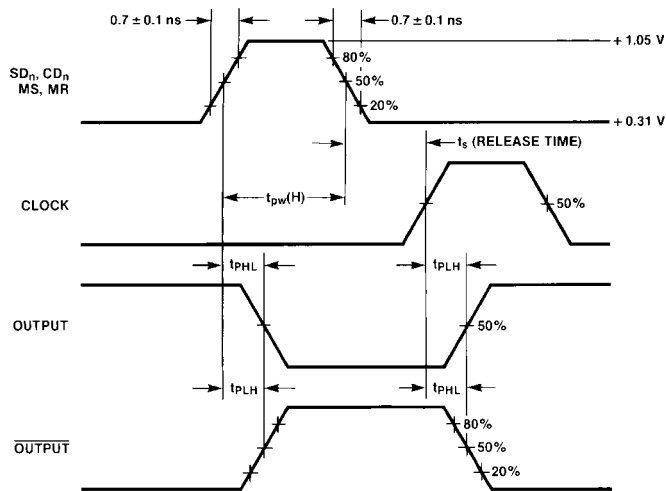 0.7 ± 0.1 ns
0.7 ± 0.1 ns
+ 1.05 V
SDn, CDn
MS, MR
80%
50%
20%
+ 0.31 V
ts (RELEASE TIME)
CLOCK
tpw(H)
50%
tPHL
tPLH
OUTPUT
50%
tPLH
tPHL
OUTPUT
80%
50%
20%